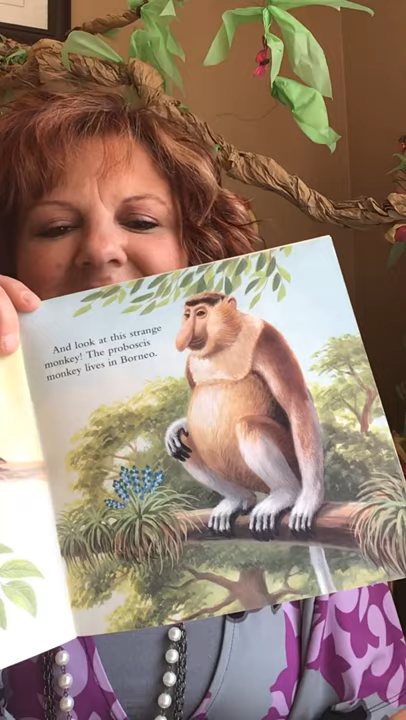 And look at this strange
monkey! The proboscis
monkey lives in Borneo.